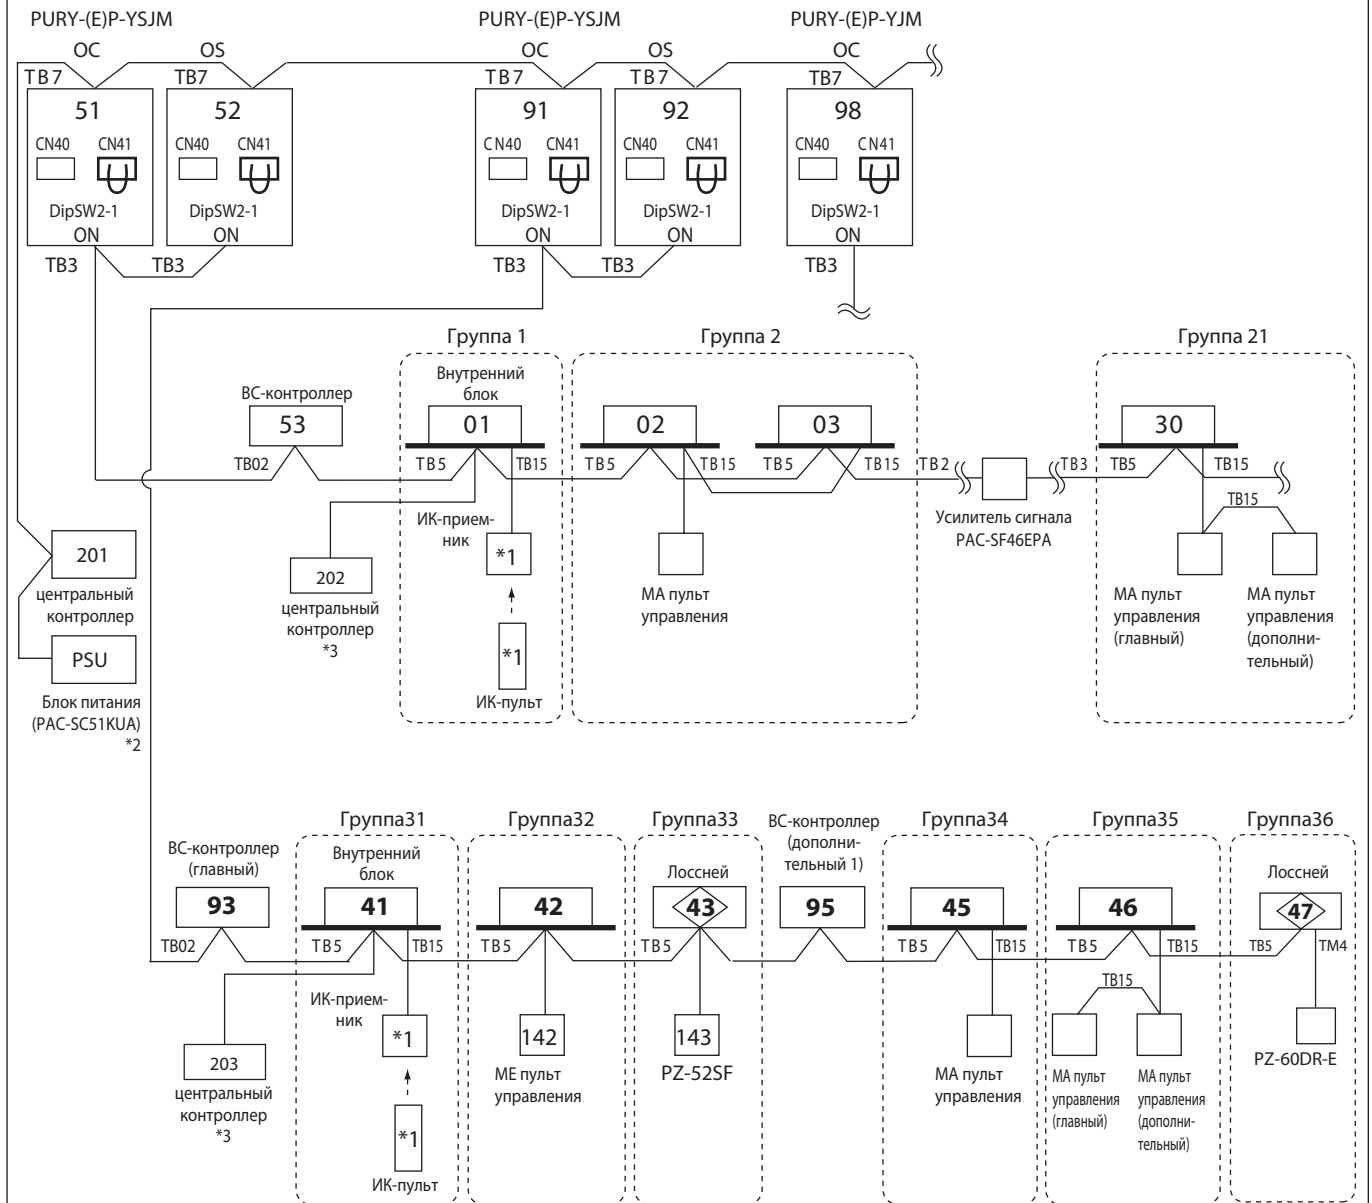 PURY-(E)P-YSJM
PURY-(E)P-YSJM
PURY-(E)P-YJM
OC
OS
OC
OS
OC
TB7
TB7
TB7
TB7
TB7
51
52
91
92
98
CN40
CN41
CN40
CN41
CN40
CN41
CN40
CN41
CN40
CN41
DipSW2-1
DipSW2-1
DipSW2-1
DipSW2-1
DipSW2-1
ON
ON
ON
ON
ON
TB3
TB3
TB3
TB3
TB3
Группа 1
Группа 2
Группа 21
Внутренний
блок
ВС-контроллер
53
01
02
03
30
TB02
TB5
TB15
TB5
TB15
TB5
TB15
TB2
TB3
TB5
TB15
TB15
Усилитель сигнала
PAC-SF46EPA
ИК-прием-
ник
*1
201
центральный
контроллер
202
центральный
контроллер
*3
МА пульт
управления
МА пульт
управления
(главный)
МА пульт
управления
(дополни-
тельный)
PSU
Блок питания
(PAC-SC51KUA)
*2
*1
ИК-пульт
Группа31
Группа32
Группа33
ВС-контроллер
(дополни-
тельный 1)
Группа34
Группа35
Группа36
ВС-контроллер
(главный)
Внутренний
блок
Лоссней
Лоссней
93
41
42
43
95
45
46
47
TB02
TB5
TB15
TB5
TB5
TB5
TB15
TB5
TB15
TB5
TM4
TB15
ИК-прием-
ник
*1
142
143
203
центральный
контроллер
*3
МЕ пульт
управления
PZ-52SF
МА пульт
управления
МА пульт
управления
(главный)
МА пульт
управления
(дополни-
тельный)
PZ-60DR-E
*1
ИК-пульт